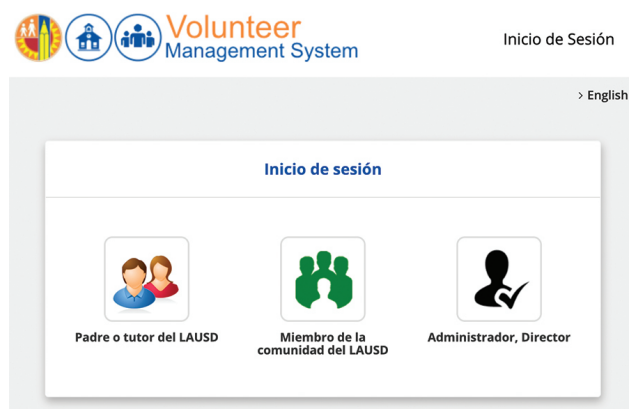 Volunteer
Management System
Inicio de Sesión
> English
Inicio de sesión
Padre o tutor del LAUSD
Miembro de la
comunidad del LAUSD
Administrador, Director